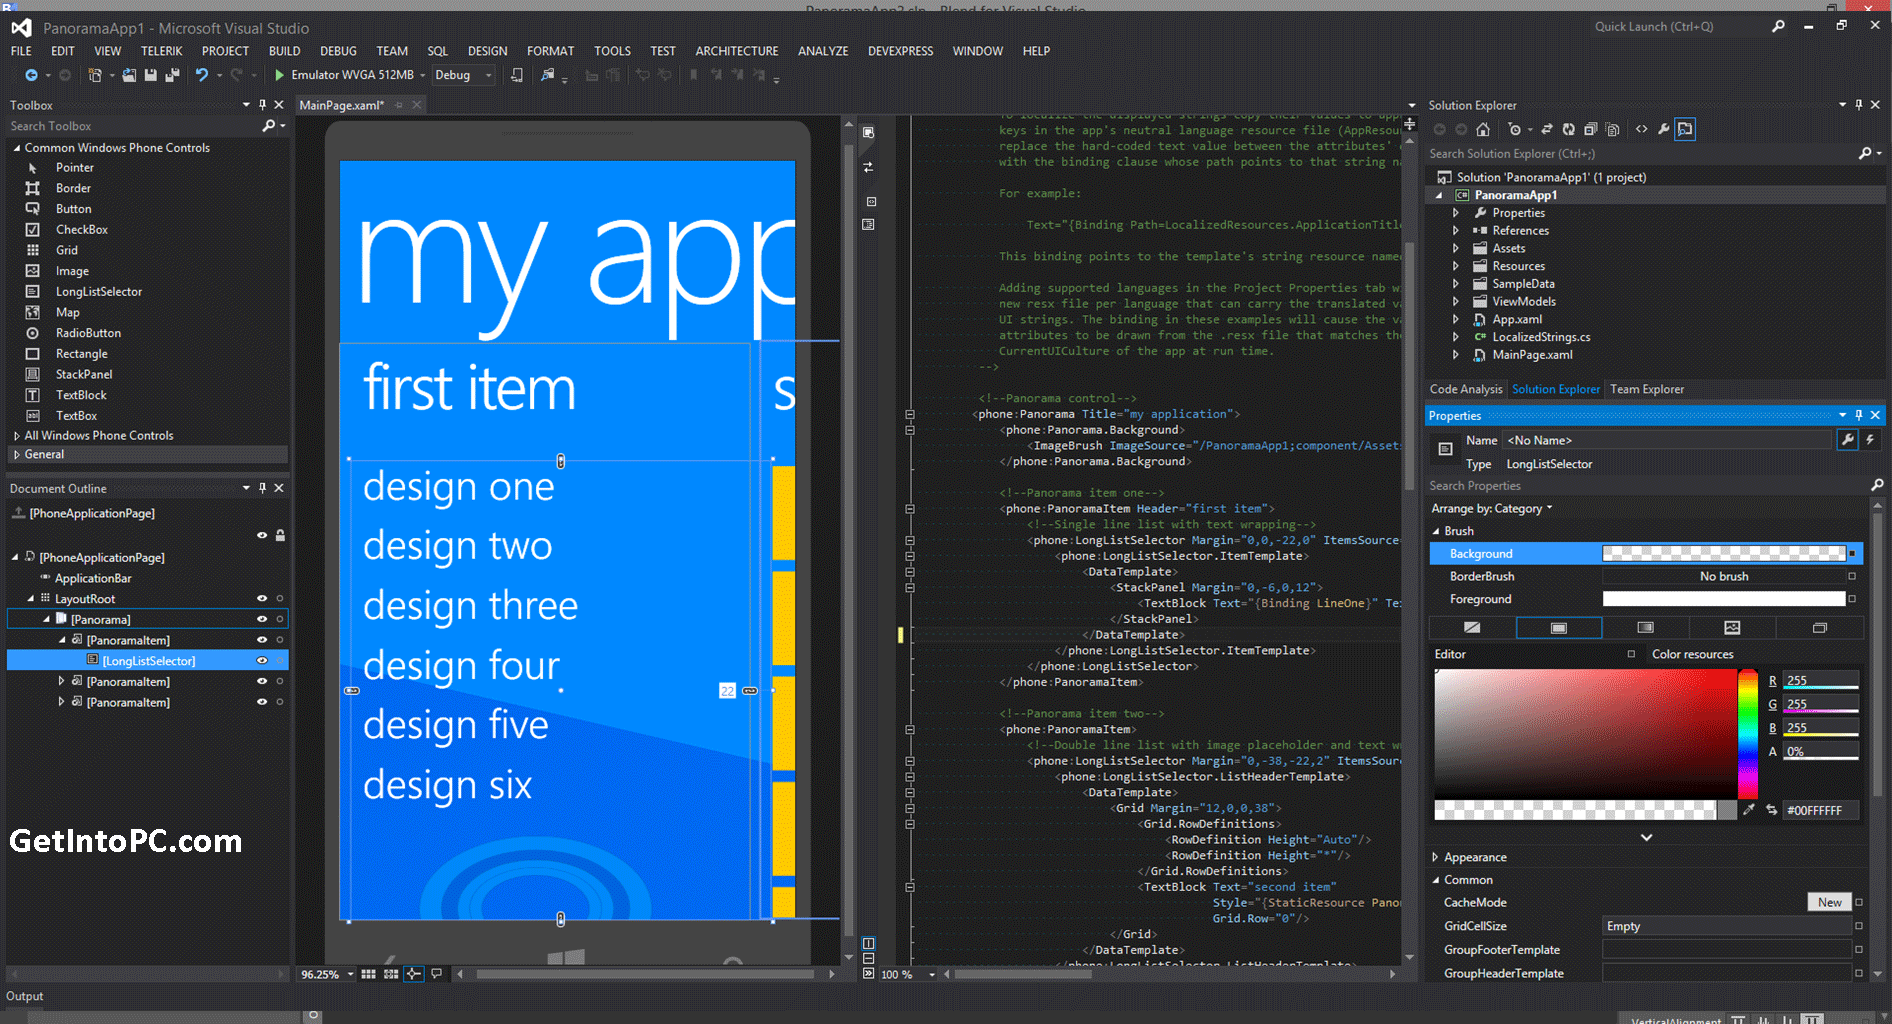 PanoramaApp2.sln - Blend for Visual Studio
PanoramaApp1 - Microsoft Visual Studio
Quick Launch (Ctrl+Q)
FILE EDIT VIEW TELERIK PROJECT BUILD DEBUG TEAM SQL DESIGN FORMAT TOOLS TEST ARCHITECTURE ANALYZE DEVEXPRESS WINDOW HELP
Emulator WVGA 512MB Debug
Toolbox
Search Toolbox
Common Windows Phone Controls
Pointer
Border
Button
CheckBox
Grid
Image
LongListSelector
Map
RadioButton
Rectangle
StackPanel
TextBlock
TextBox
All Windows Phone Controls
General
Document Outline
[PhoneApplicationPage]
[PhoneApplicationPage]
ApplicationBar
LayoutRoot
[Panorama]
[PanoramaItem]
[LongListSelector]
[PanoramaItem]
[PanoramaItem]
GetIntoPC.com
Output
MainPage.xaml*
my app
first item
s
design one
design two
design three
design four
22
design five
design six
96.25%
To localize the displayed strings copy their values to app
keys in the app's neutral language resource file (AppResour
replace the hard-coded text value between the attributes'
with the binding clause whose path points to that string na
For example:
Text="{Binding Path=LocalizedResources.ApplicationTitle
This binding points to the template's string resource named
Adding supported languages in the Project Properties tab wi
new resx file per language that can carry the translated va
UI strings. The binding in these examples will cause the va
attributes to be drawn from the .resx file that matches the
CurrentUICulture of the app at run time.
-->
<!--Panorama control-->
<phone:Panorama Title="my application">
<phone:Panorama.Background>
<ImageBrush ImageSource="/PanoramaApp1;component/Assets
</phone:Panorama.Background>
<!--Panorama item one-->
<phone:PanoramaItem Header="first item">
<!--Single line list with text wrapping-->
<phone:LongListSelector Margin="0,0,-22,0" ItemsSource=
<phone:LongListSelector.ItemTemplate>
<DataTemplate>
<StackPanel Margin="0,-6,0,12">
<TextBlock Text="{Binding LineOne}" Te
</StackPanel>
</DataTemplate>
</phone:LongListSelector.ItemTemplate>
</phone:LongListSelector>
</phone:PanoramaItem>
<!--Panorama item two-->
<phone:PanoramaItem>
<!--Double line list with image placeholder and text wr
<phone:LongListSelector Margin="0,-38,-22,2" ItemsSourc
<phone:LongListSelector.ListHeaderTemplate>
<DataTemplate>
<Grid Margin="12,0,0,38">
<Grid.RowDefinitions>
<RowDefinition Height="Auto"/>
<RowDefinition Height="*"/>
</Grid.RowDefinitions>
<TextBlock Text="second item"
Style="{StaticResource Panor
Grid.Row="0"/>
</Grid>
</DataTemplate>
</phone:LongListSelector.ListHeaderTemplate>
100 %
Solution Explorer
Search Solution Explorer (Ctrl+;)
Solution 'PanoramaApp1' (1 project)
PanoramaApp1
Properties
References
Assets
Resources
SampleData
ViewModels
App.xaml
LocalizedStrings.cs
MainPage.xaml
Code Analysis Solution Explorer Team Explorer
Properties
Name <No Name>
Type LongListSelector
Search Properties
Arrange by: Category
Brush
Background
BorderBrush No brush
Foreground
Editor Color resources
R 255
G 255
B 255
A 0%
#00FFFFFF
Appearance
Common
CacheMode New
GridCellSize Empty
GroupFooterTemplate
GroupHeaderTemplate
VerticalAlignment